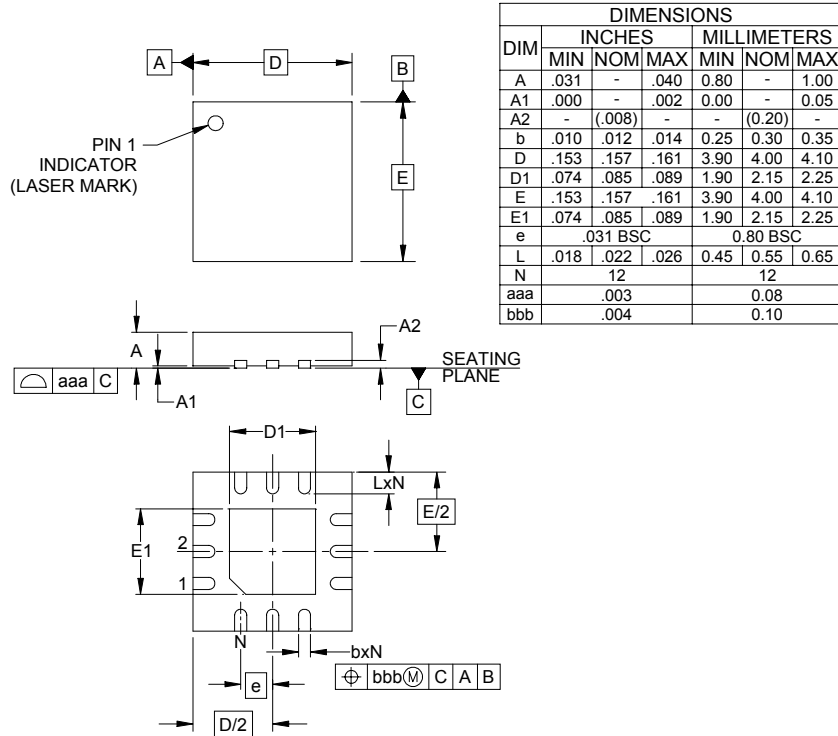 A
D
B
PIN 1
INDICATOR
(LASER MARK)
E
DIMENSIONS
DIM INCHES MILLIMETERS
MIN NOM MAX MIN NOM MAX
A .031 - .040 0.80 - 1.00
A1 .000 - .002 0.00 - 0.05
A2 - (.008) - - (0.20) -
b .010 .012 .014 0.25 0.30 0.35
D .153 .157 .161 3.90 4.00 4.10
D1 .074 .085 .089 1.90 2.15 2.25
E .153 .157 .161 3.90 4.00 4.10
E1 .074 .085 .089 1.90 2.15 2.25
e .031 BSC 0.80 BSC
L .018 .022 .026 0.45 0.55 0.65
N 12 12
aaa .003 0.08
bbb .004 0.10
A
A2
SEATING
PLANE
aaa C
A1
C
D1
LxN
E/2
E1
2
1
N
bxN
e
bbb M C A B
D/2